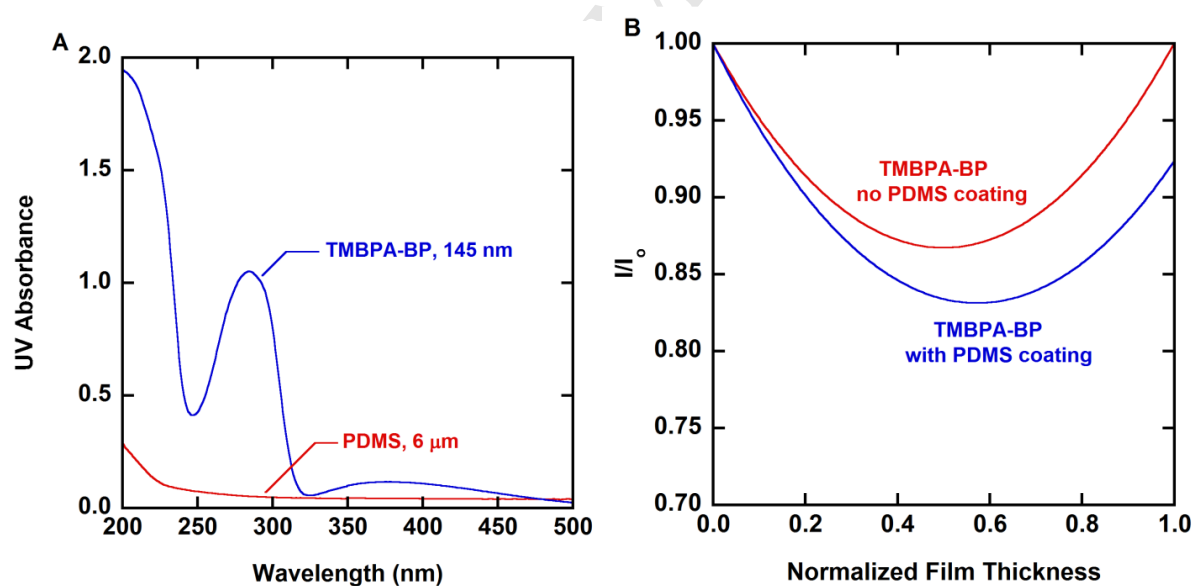 A
2.0
1.5
1.0
0.5
0.0
UV Absorbance
TMBPA-BP, 145 nm
PDMS, 6 μm
200 250 300 350 400 450 500
Wavelength (nm)
B
1.00
0.95
0.90
0.85
0.80
0.75
0.70
I/Io
TMBPA-BP
no PDMS coating
TMBPA-BP
with PDMS coating
0.0 0.2 0.4 0.6 0.8 1.0
Normalized Film Thickness